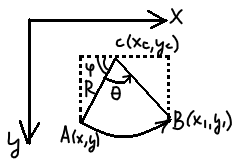 X
C(xc,yc)
φ
R
θ
y
A(x,y)
B(x1,y1)